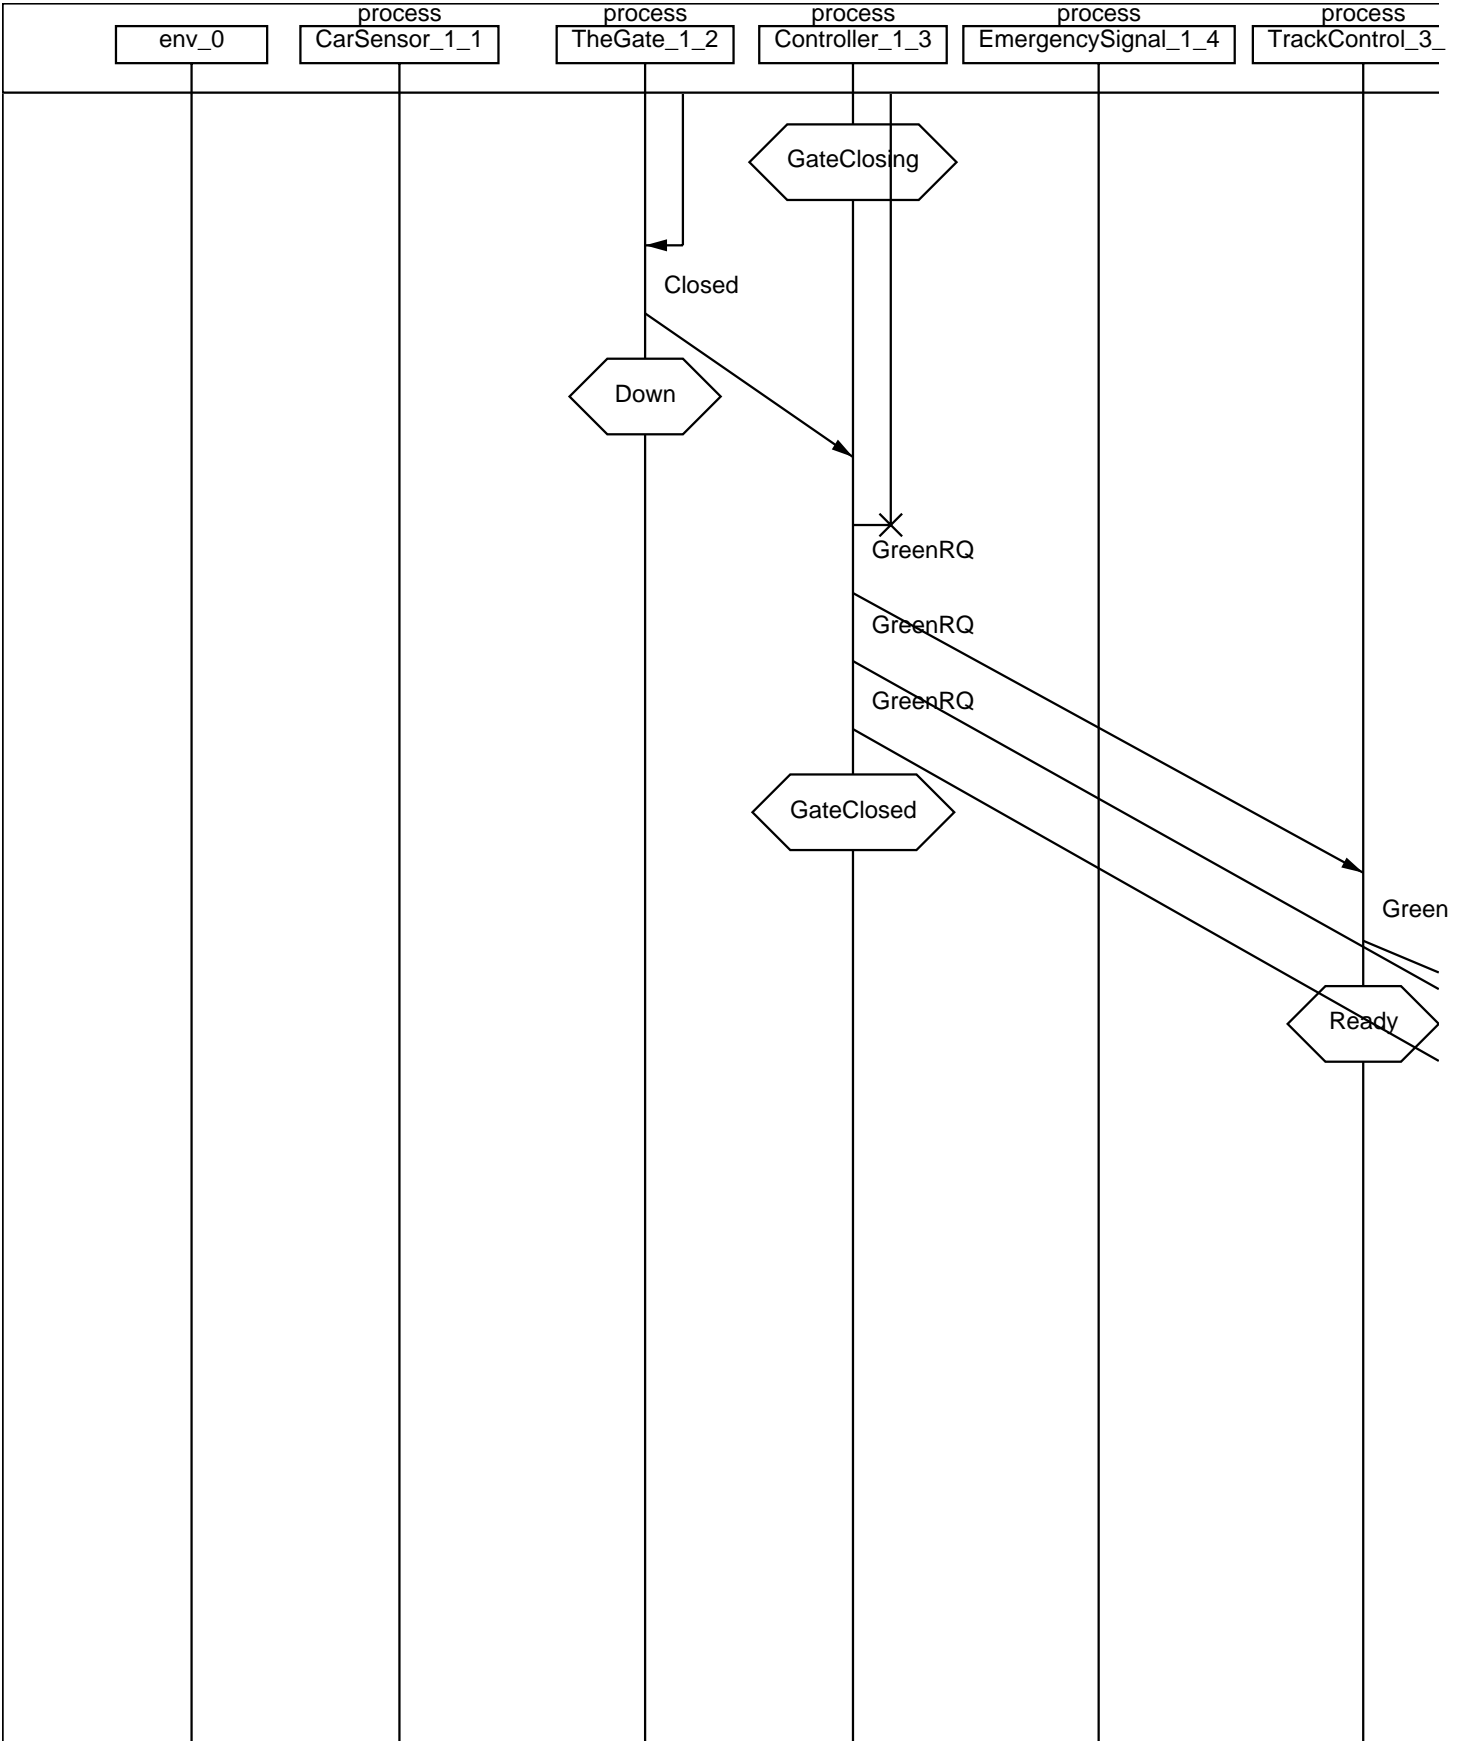 process process process process process
env_0 CarSensor_1_1 TheGate_1_2 Controller_1_3 EmergencySignal_1_4 TrackControl_3_
GateClosing
Closed
Down
GreenRQ
GreenRQ
GreenRQ
GateClosed
Green
Ready